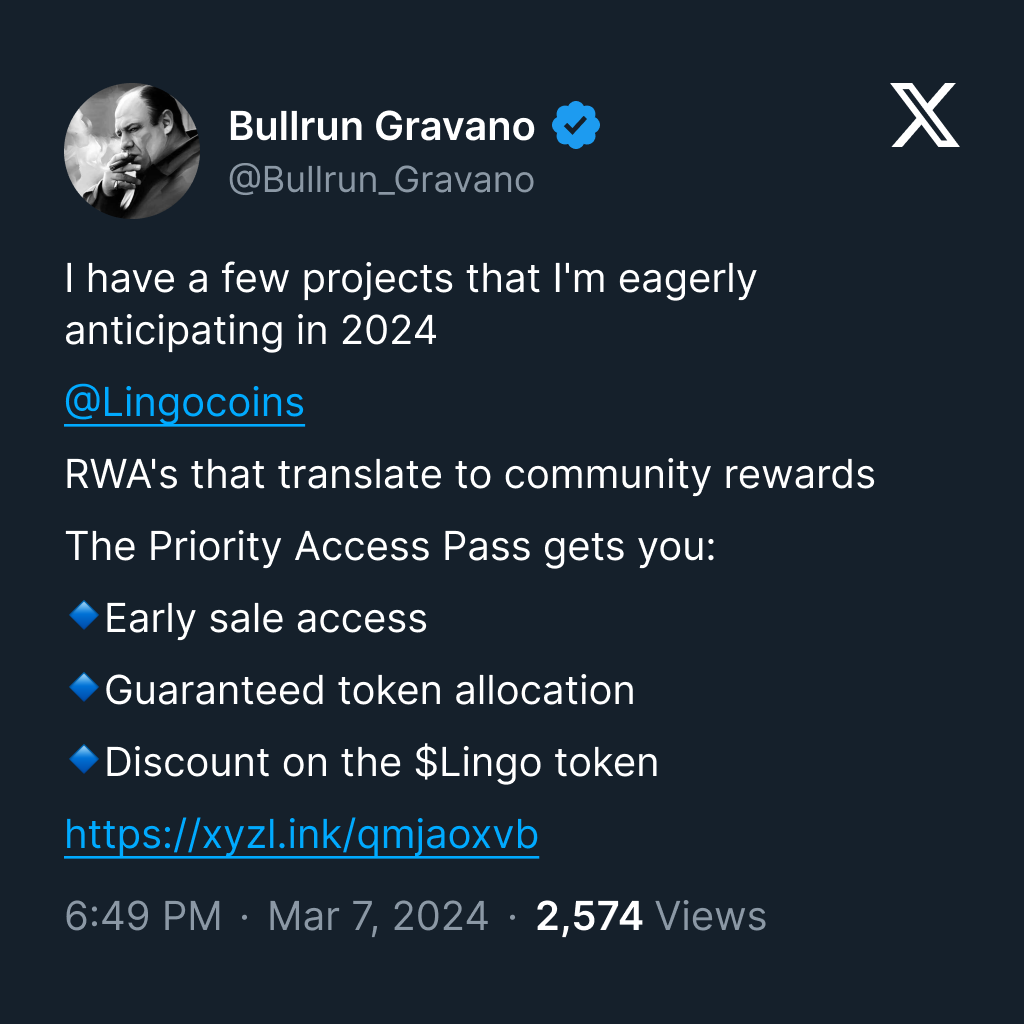 Bullrun Gravano
@Bullrun_Gravano
I have a few projects that I'm eagerly
anticipating in 2024
@Lingocoins
RWA's that translate to community rewards
The Priority Access Pass gets you:
🔹Early sale access
🔹Guaranteed token allocation
🔹Discount on the $Lingo token
https://xyzl.ink/qmjaoxvb
6:49 PM · Mar 7, 2024 · 2,574 Views